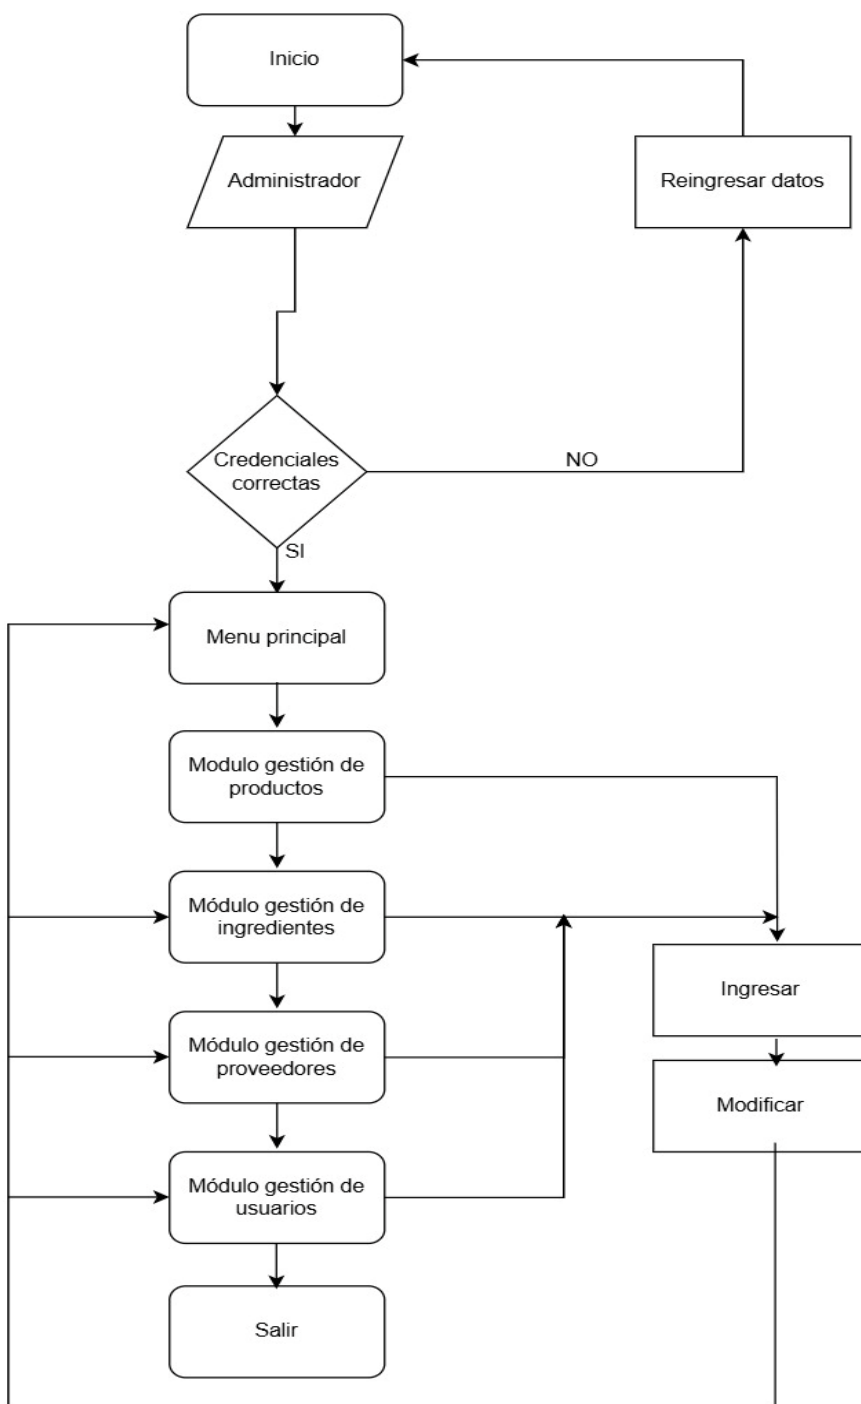 Inicio
Administrador
Reingresar datos
Credenciales
correctas
NO
SI
Menu principal
Modulo gestión de
productos
Módulo gestión de
ingredientes
Ingresar
Módulo gestión de
proveedores
Modificar
Módulo gestión de
usuarios
Salir